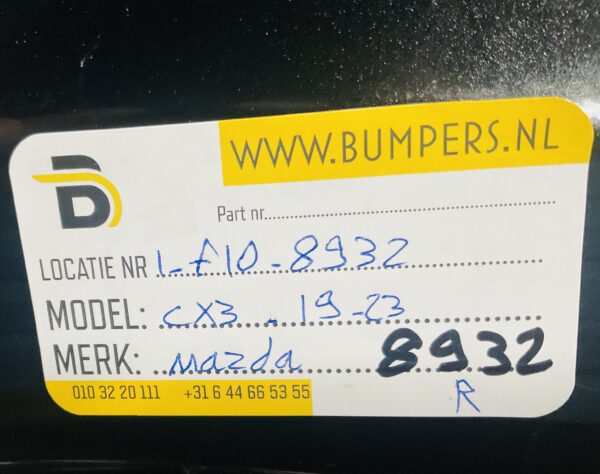 WWW.BUMPERS.NL
Part nr.
LOCATIE NR 1-F10-8932
MODEL: CX3 - 19-23
MERK: Mazda 8932
010 32 20 111 +31 6 44 66 53 55
R